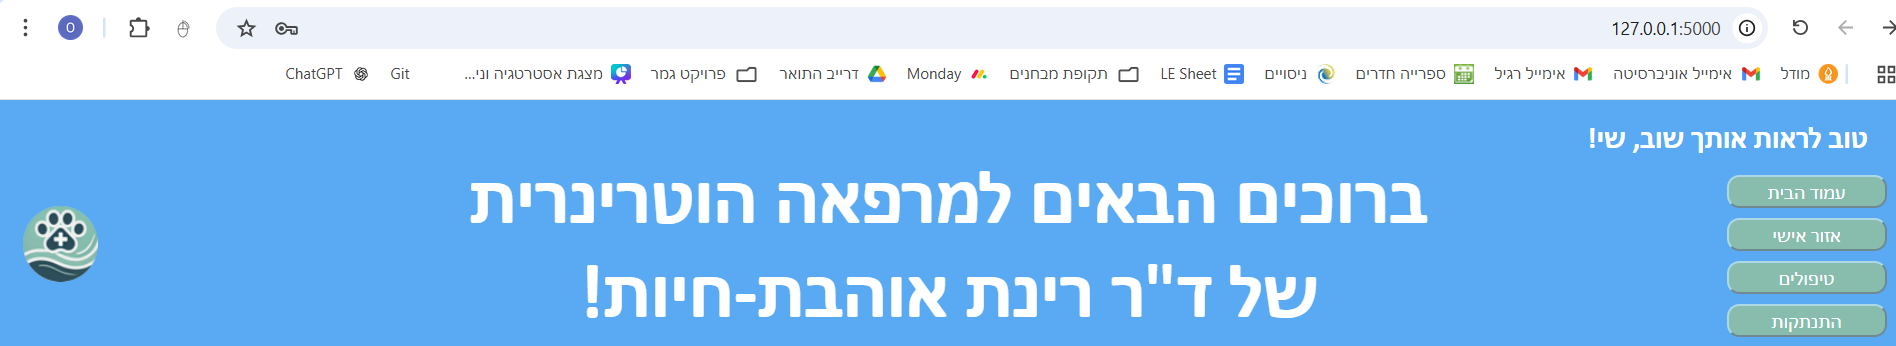 127.0.0.1:5000
O
מודל
אימייל אוניברסיטה
אימייל רגיל
ספרייה חדרים
ניסויים
LE Sheet
תקופת מבחנים
Monday
דרייב התואר
פרויקט גמר
מצגת אסטרטגיה וני...
Git
ChatGPT
טוב לראות אותך שוב, שי!
ברוכים הבאים למרפאה הוטרינרית
של ד"ר רינת אוהבת-חיות!
עמוד הבית
אזור אישי
טיפולים
התנתקות